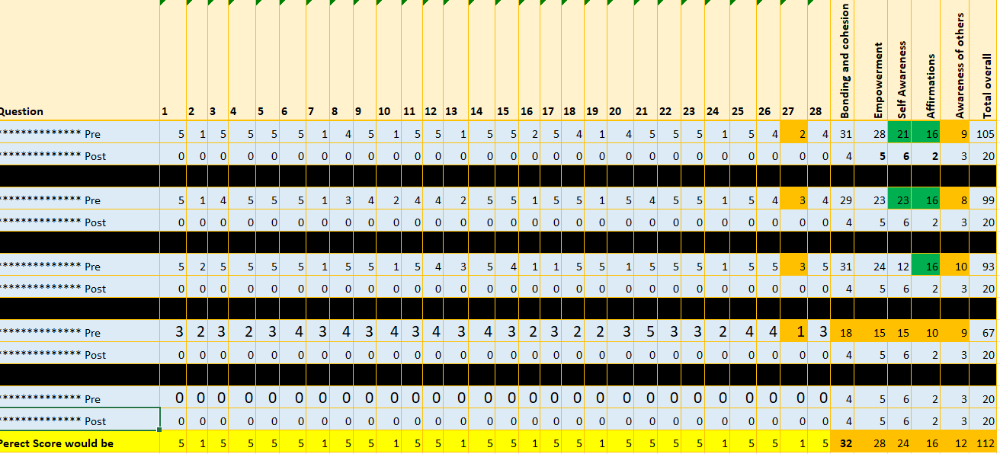 Question 1 2 3 4 5 6 7 8 9 10 11 12 13 14 15 16 17 18 19 20 21 22 23 24 25 26 27 28 Bonding and cohesion Empowerment Self Awareness Affirmations Awareness of others Total overall
************** Pre 5 1 5 5 5 5 1 4 5 1 5 5 1 5 5 2 5 4 1 4 5 5 5 1 5 4 2 4 31 28 21 16 9 105
************** Post 0 0 0 0 0 0 0 0 0 0 0 0 0 0 0 0 0 0 0 0 0 0 0 0 0 0 0 0 4 5 6 2 3 20
************** Pre 5 1 4 5 5 5 1 3 4 2 4 4 2 5 5 1 5 5 1 5 4 5 5 1 5 4 3 4 29 23 23 16 8 99
************** Post 0 0 0 0 0 0 0 0 0 0 0 0 0 0 0 0 0 0 0 0 0 0 0 0 0 0 0 0 4 5 6 2 3 20
************** Pre 5 2 5 5 5 5 1 5 5 1 5 4 3 5 4 1 1 5 5 1 5 5 5 1 5 5 3 5 31 24 12 16 10 93
************** Post 0 0 0 0 0 0 0 0 0 0 0 0 0 0 0 0 0 0 0 0 0 0 0 0 0 0 0 0 4 5 6 2 3 20
************** Pre 3 2 3 2 3 4 3 4 3 4 3 4 3 4 3 2 3 2 2 3 5 3 3 2 4 4 1 3 18 15 15 10 9 67
************** Post 0 0 0 0 0 0 0 0 0 0 0 0 0 0 0 0 0 0 0 0 0 0 0 0 0 0 0 0 4 5 6 2 3 20
************** Pre 0 0 0 0 0 0 0 0 0 0 0 0 0 0 0 0 0 0 0 0 0 0 0 0 0 0 0 0 4 5 6 2 3 20
************** Post 0 0 0 0 0 0 0 0 0 0 0 0 0 0 0 0 0 0 0 0 0 0 0 0 0 0 0 0 4 5 6 2 3 20
Perect Score would be 5 1 5 5 5 5 1 5 5 1 5 5 1 5 5 1 5 5 1 5 5 5 5 1 5 5 1 5 32 28 24 16 12 112